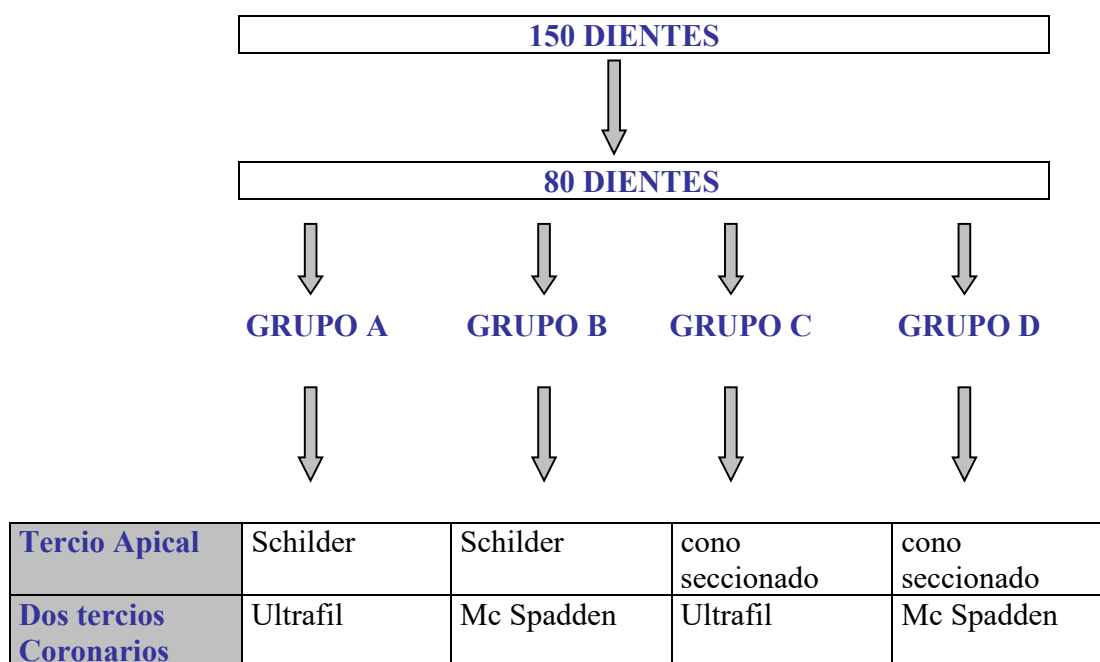 150 DIENTES
80 DIENTES
GRUPO A GRUPO B GRUPO C GRUPO D
Tercio Apical Schilder Schilder cono seccionado cono seccionado
Dos tercios Coronarios Ultrafil Mc Spadden Ultrafil Mc Spadden